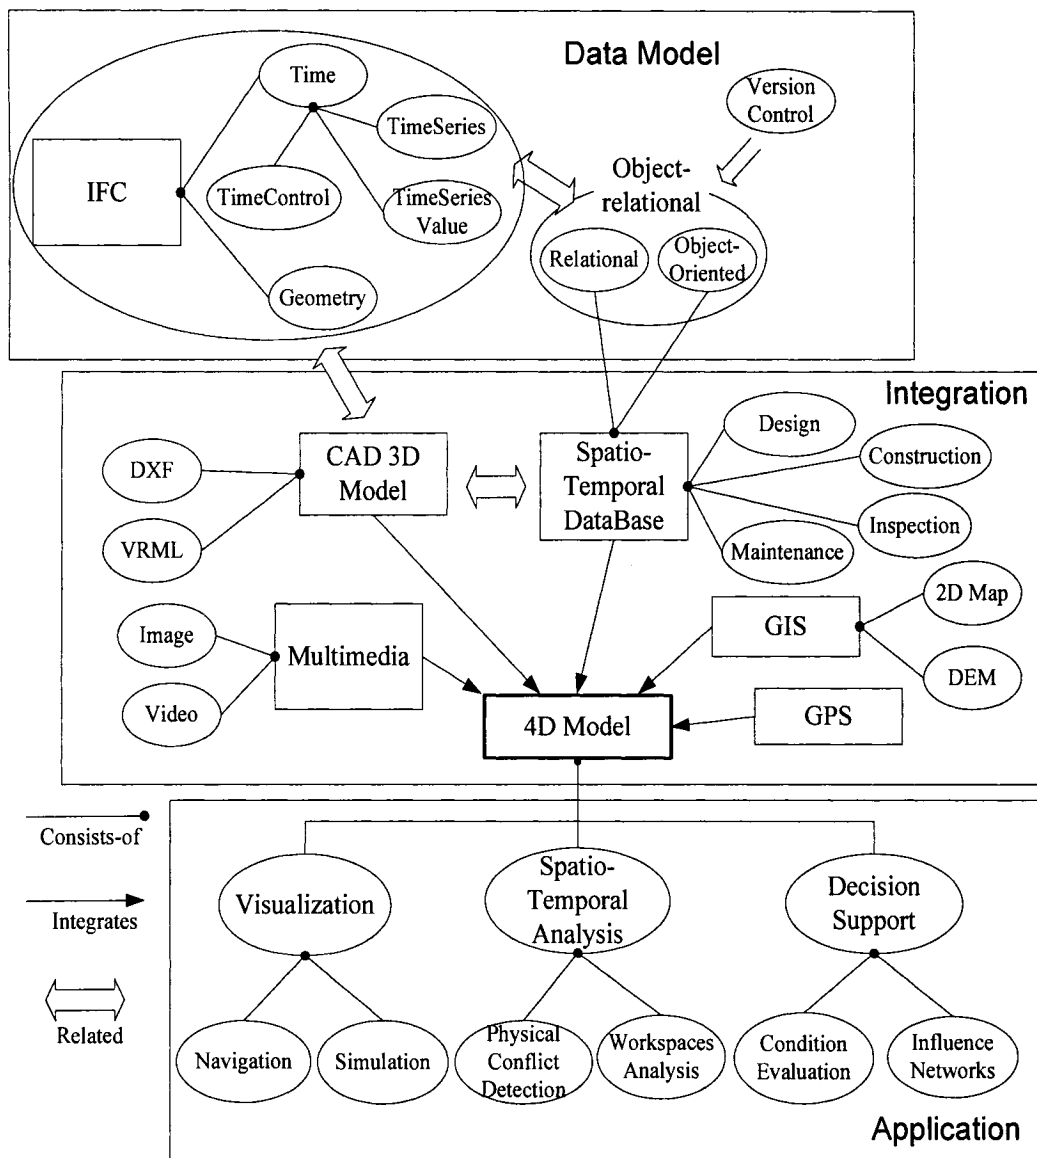 Data Model
Time
Version
Control
TimeSeries
Object-
relational
IFC
TimeControl
TimeSeries
Value
Relational
Object-
Oriented
Geometry
Integration
Design
CAD 3D
Model
Spatio-
Temporal
DataBase
DXF
Construction
Inspection
VRML
Maintenance
2D Map
Image
Multimedia
GIS
DEM
Video
4D Model
GPS
Consists-of
Integrates
Related
Visualization
Spatio-
Temporal
Analysis
Decision
Support
Navigation
Simulation
Physical
Conflict
Detection
Workspaces
Analysis
Condition
Evaluation
Influence
Networks
Application